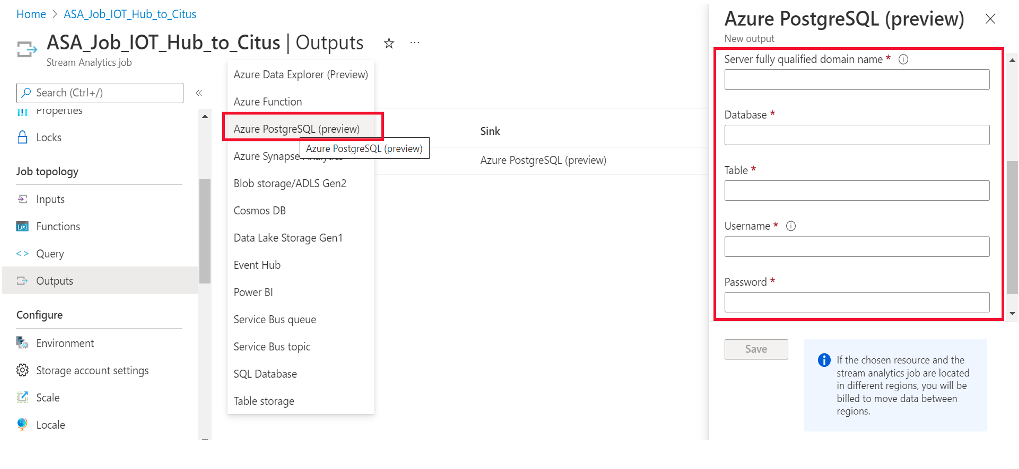 Home > ASA_Job_IOT_Hub_to_Citus
ASA_Job_IOT_Hub_to_Citus | Outputs
Stream Analytics job
Search (Ctrl+/)
Properties
Locks
Job topology
Inputs
Functions
Query
Outputs
Configure
Environment
Storage account settings
Scale
Locale
Azure Data Explorer (Preview)
Azure Function
Azure PostgreSQL (preview)
Azure PostgreSQL (preview)
Azure Synapse Analytics
Blob storage/ADLS Gen2
Cosmos DB
Data Lake Storage Gen1
Event Hub
Power BI
Service Bus queue
Service Bus topic
SQL Database
Table storage
Sink
Azure PostgreSQL (preview)
Azure PostgreSQL (preview)
New output
Server fully qualified domain name *
Database *
Table *
Username *
Password *
Save
If the chosen resource and the
stream analytics job are located
in different regions, you will be
billed to move data between
regions.